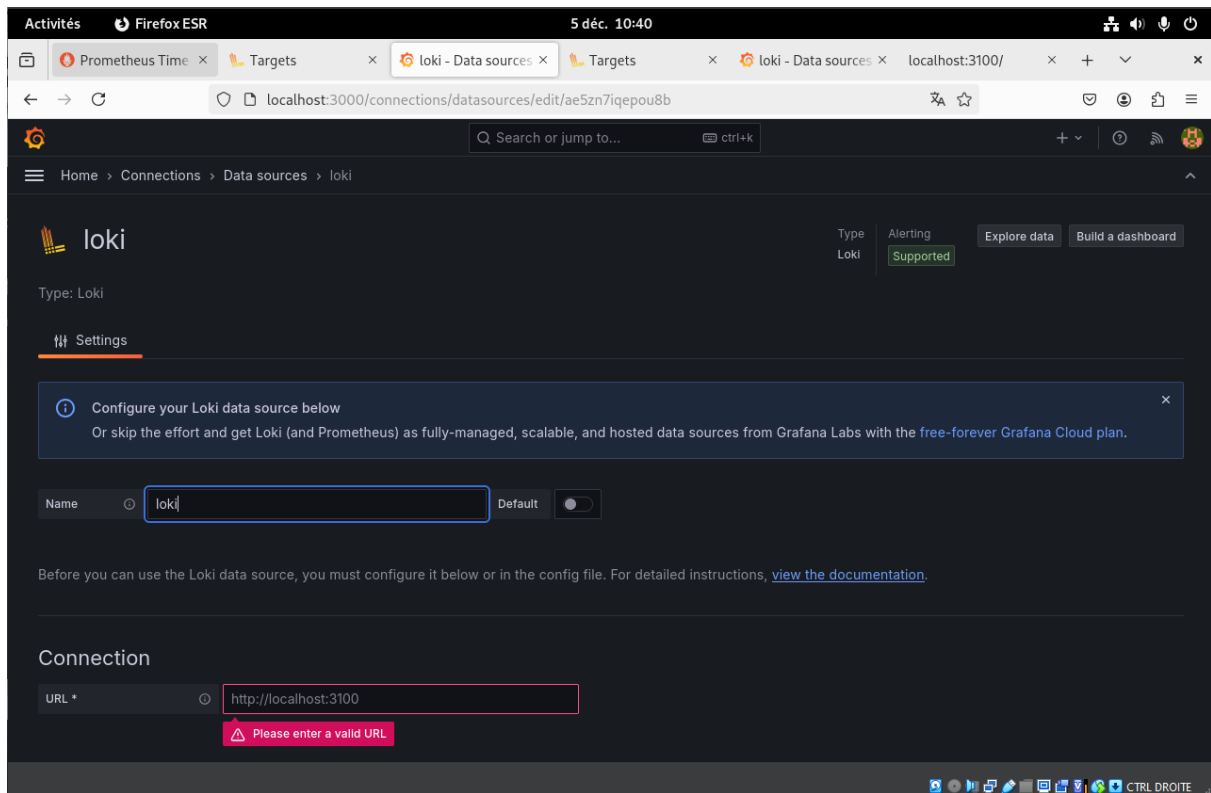 Activités Firefox ESR 5 déc. 10:40
Prometheus Time Targets loki - Data sources Targets loki - Data sources localhost:3100/
localhost:3000/connections/datasources/edit/ae5zn7iqepou8b
Search or jump to... ctrl+k
Home › Connections › Data sources › loki
loki
Type Alerting Explore data Build a dashboard
Loki Supported
Type: Loki
Settings
Configure your Loki data source below
Or skip the effort and get Loki (and Prometheus) as fully-managed, scalable, and hosted data sources from Grafana Labs with the free-forever Grafana Cloud plan.
Name loki Default
Before you can use the Loki data source, you must configure it below or in the config file. For detailed instructions, view the documentation.
Connection
URL * http://localhost:3100
Please enter a valid URL
CTRL DROITE